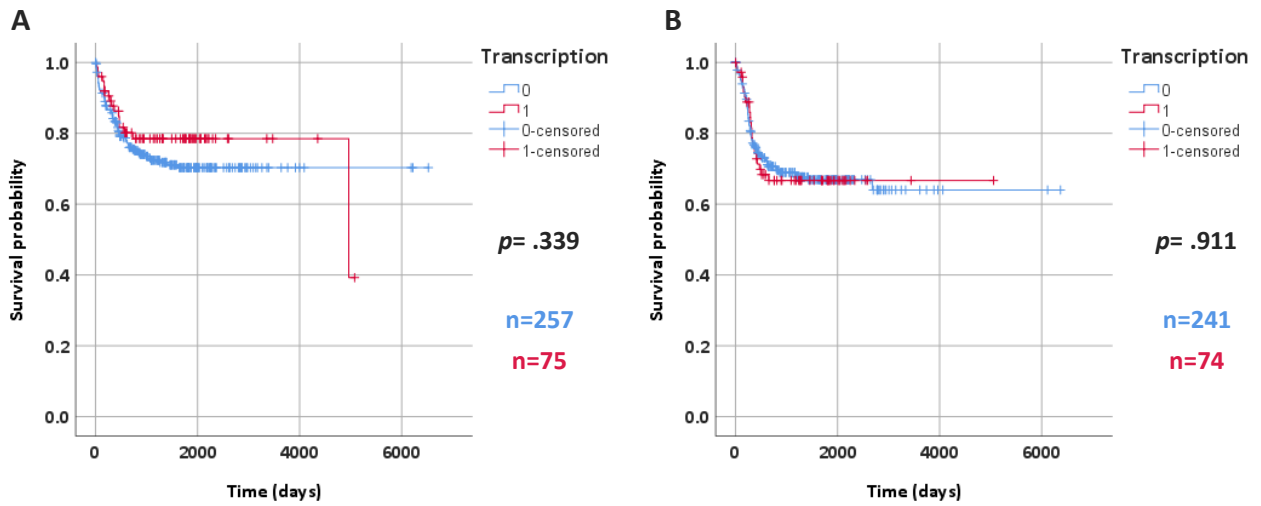 A
Survival probability
1.0
0.8
0.6
0.4
0.2
0.0
0 2000 4000 6000
Time (days)
Transcription
0
1
0-censored
1-censored
p= .339
n=257
n=75
B
Survival probability
1.0
0.8
0.6
0.4
0.2
0.0
0 2000 4000 6000
Time (days)
Transcription
0
1
0-censored
1-censored
p= .911
n=241
n=74